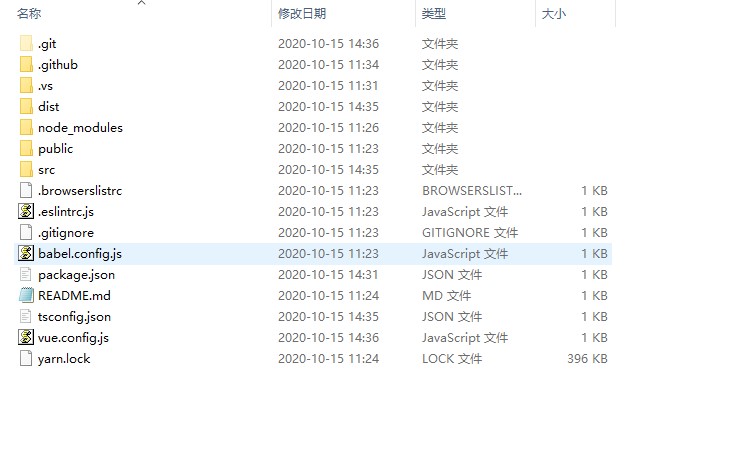 名称 修改日期 类型 大小
.git 2020-10-15 14:36 文件夹
.github 2020-10-15 11:34 文件夹
.vs 2020-10-15 11:31 文件夹
dist 2020-10-15 14:35 文件夹
node_modules 2020-10-15 11:26 文件夹
public 2020-10-15 11:23 文件夹
src 2020-10-15 14:35 文件夹
.browserslistrc 2020-10-15 11:23 BROWSERSLIST... 1 KB
.eslintrc.js 2020-10-15 11:23 JavaScript 文件 1 KB
.gitignore 2020-10-15 11:23 GITIGNORE 文件 1 KB
babel.config.js 2020-10-15 11:23 JavaScript 文件 1 KB
package.json 2020-10-15 14:31 JSON 文件 1 KB
README.md 2020-10-15 11:24 MD 文件 1 KB
tsconfig.json 2020-10-15 14:35 JSON 文件 1 KB
vue.config.js 2020-10-15 14:36 JavaScript 文件 1 KB
yarn.lock 2020-10-15 11:24 LOCK 文件 396 KB